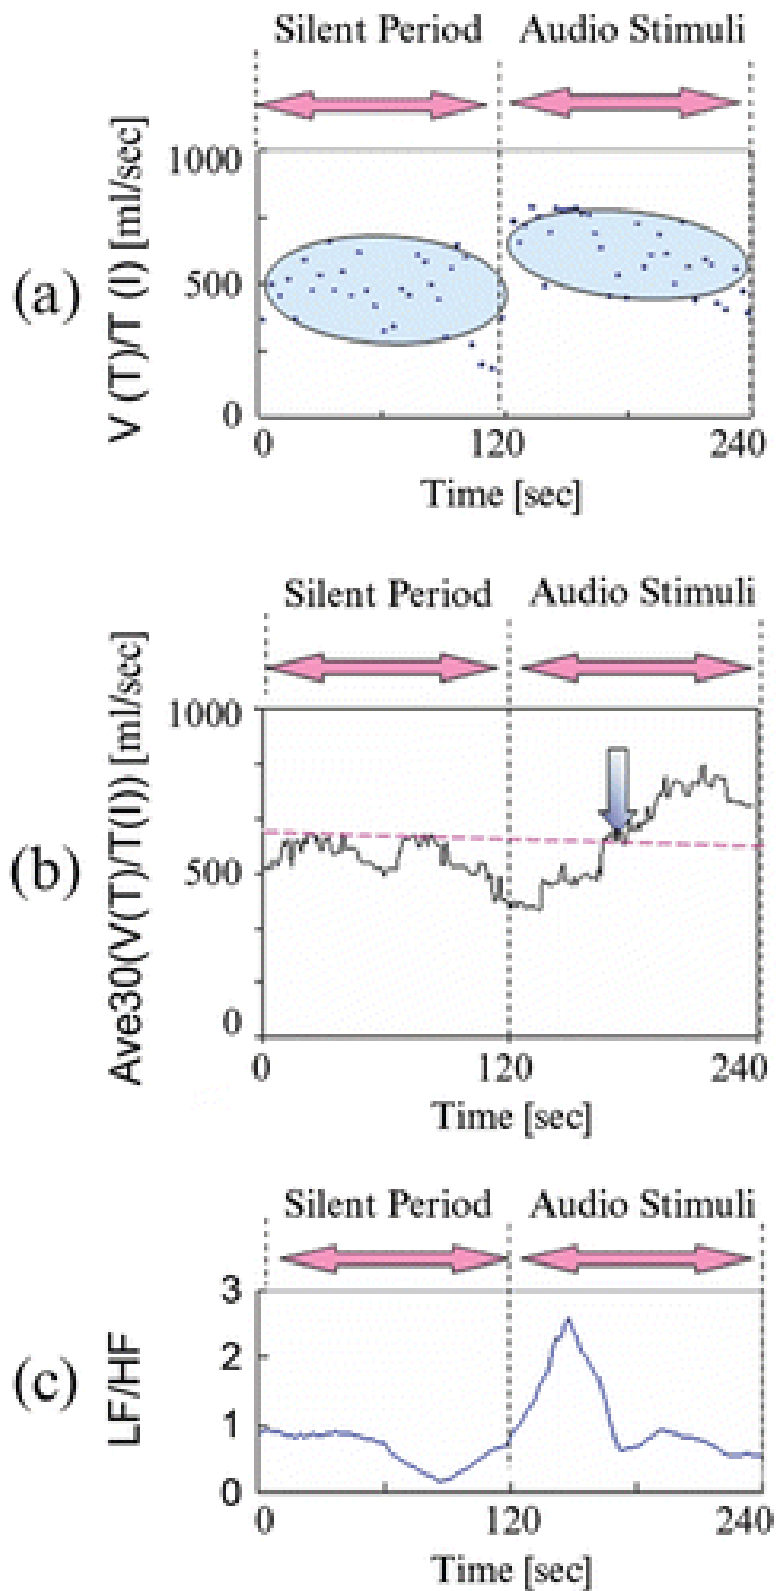 Silent Period Audio Stimuli
(a)
V (T)/T (I) [ml/sec]
1000
500
0
0 120 240
Time [sec]
Silent Period Audio Stimuli
(b)
Ave30(V(T)/T(I)) [ml/sec]
1000
500
0
0 120 240
Time [sec]
Silent Period Audio Stimuli
(c)
LF/HF
3
2
1
0
0 120 240
Time [sec]